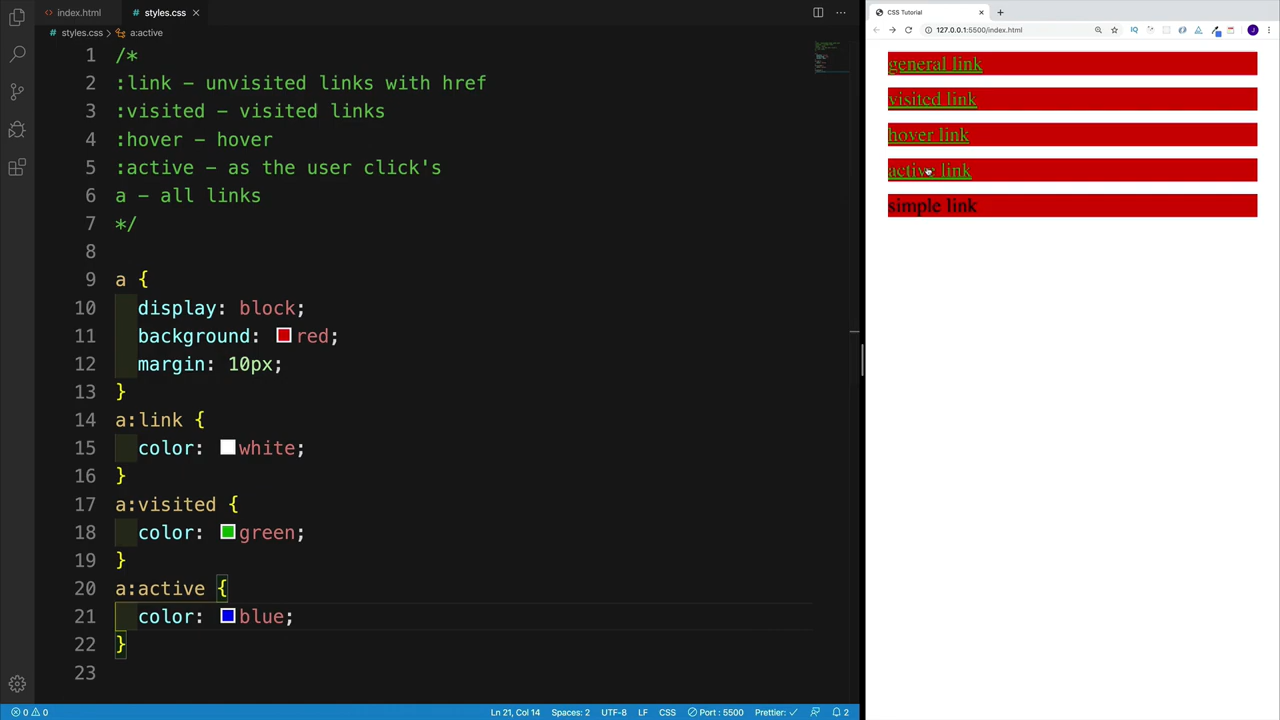 index.html
styles.css
styles.css > a:active
1 /*
2 :link - unvisited links with href
3 :visited - visited links
4 :hover - hover
5 :active - as the user click's
6 a - all links
7 */
8
9 a {
10 display: block;
11 background: red;
12 margin: 10px;
13 }
14 a:link {
15 color: white;
16 }
17 a:visited {
18 color: green;
19 }
20 a:active {
21 color: blue;
22 }
23
0 0
Ln 21, Col 14
Spaces: 2
UTF-8
LF
CSS
Port : 5500
Prettier: ✓
2
CSS Tutorial
127.0.0.1:5500/index.html
IQ
J
general link
visited link
hover link
active link
simple link